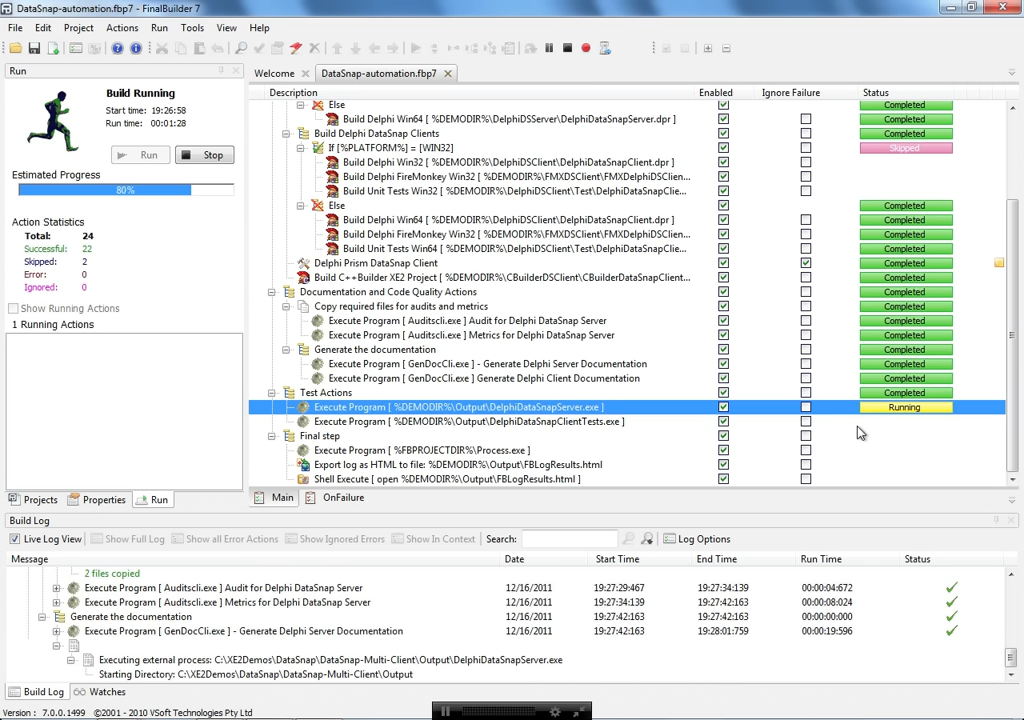 DataSnap-automation.fbp7 - FinalBuilder 7
File Edit Project Actions Run Tools View Help
Run
Build Running
Start time: 19:26:58
Run time: 00:01:28
Run Stop
Estimated Progress
80%
Action Statistics
Total: 24
Successful: 22
Skipped: 2
Error: 0
Ignored: 0
Show Running Actions
1 Running Actions
Projects Properties Run
Welcome DataSnap-automation.fbp7
Description Enabled Ignore Failure Status
Else Completed
Build Delphi Win64 [ %DEMODIR%\DelphiDSServer\DelphiDataSnapServer.dpr ] Completed
Build Delphi DataSnap Clients Completed
If [%PLATFORM%] = [WIN32] Skipped
Build Delphi Win32 [ %DEMODIR%\DelphiDSClient\DelphiDataSnapClient.dpr ]
Build Delphi FireMonkey Win32 [ %DEMODIR%\DelphiDSClient\FMXDSClient\FMXDelphiDSClien...
Build Unit Tests Win32 [ %DEMODIR%\DelphiDSClient\Test\DelphiDataSnapClie...
Else Completed
Build Delphi Win64 [ %DEMODIR%\DelphiDSClient\DelphiDataSnapClient.dpr ] Completed
Build Delphi FireMonkey Win64 [ %DEMODIR%\DelphiDSClient\FMXDSClient\FMXDelphiDSClien... Completed
Build Unit Tests Win64 [ %DEMODIR%\DelphiDSClient\Test\DelphiDataSnapClie... Completed
Delphi Prism DataSnap Client Completed
Build C++Builder XE2 Project [ %DEMODIR%\CBuilderDSClient\CBuilderDataSnapClient... Completed
Documentation and Code Quality Actions Completed
Copy required files for audits and metrics Completed
Execute Program [ Auditscli.exe ] Audit for Delphi DataSnap Server Completed
Execute Program [ Auditscli.exe ] Metrics for Delphi DataSnap Server Completed
Generate the documentation Completed
Execute Program [ GenDocCli.exe ] - Generate Delphi Server Documentation Completed
Execute Program [ GenDocCli.exe ] Generate Delphi Client Documentation Completed
Test Actions Completed
Execute Program [ %DEMODIR%\Output\DelphiDataSnapServer.exe ] Running
Execute Program [ %DEMODIR%\Output\DelphiDataSnapClientTests.exe ]
Final step
Execute Program [ %FBPROJECTDIR%\Process.exe ]
Export log as HTML to file: %DEMODIR%\Output\FBLogResults.html
Shell Execute [ open %DEMODIR%\Output\FBLogResults.html ]
Main OnFailure
Build Log
Live Log View Show Full Log Show all Error Actions Show Ignored Errors Show In Context Search: Log Options
Message Date Start Time End Time Run Time Status
2 files copied
Execute Program [ Auditscli.exe ] Audit for Delphi DataSnap Server 12/16/2011 19:27:29:467 19:27:34:139 00:00:04:672
Execute Program [ Auditscli.exe ] Metrics for Delphi DataSnap Server 12/16/2011 19:27:34:139 19:27:42:163 00:00:08:024
Generate the documentation 12/16/2011 19:27:42:163 19:27:42:163 00:00:00:000
Execute Program [ GenDocCli.exe ] - Generate Delphi Server Documentation 12/16/2011 19:27:42:163 19:28:01:759 00:00:19:596
Executing external process: C:\XE2Demos\DataSnap\DataSnap-Multi-Client\Output\DelphiDataSnapServer.exe
Starting Directory: C:\XE2Demos\DataSnap\DataSnap-Multi-Client\Output
Build Log Watches
Version : 7.0.0.1499 ©2001 - 2010 VSoft Technologies Pty Ltd